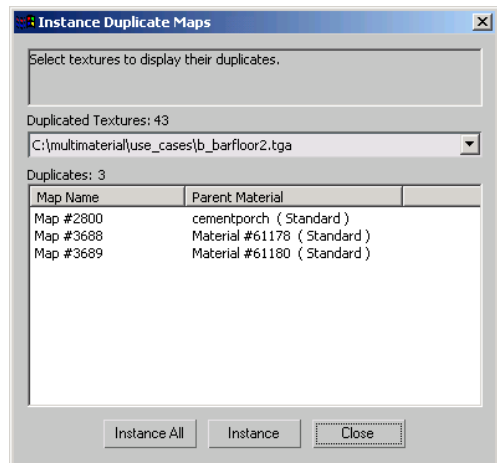 Instance Duplicate Maps
Select textures to display their duplicates.
Duplicated Textures: 43
C:\multimaterial\use_cases\b_barfloor2.tga
Duplicates: 3
Map Name Parent Material
Map #2800 cementporch ( Standard )
Map #3688 Material #61178 ( Standard )
Map #3689 Material #61180 ( Standard )
Instance All Instance Close